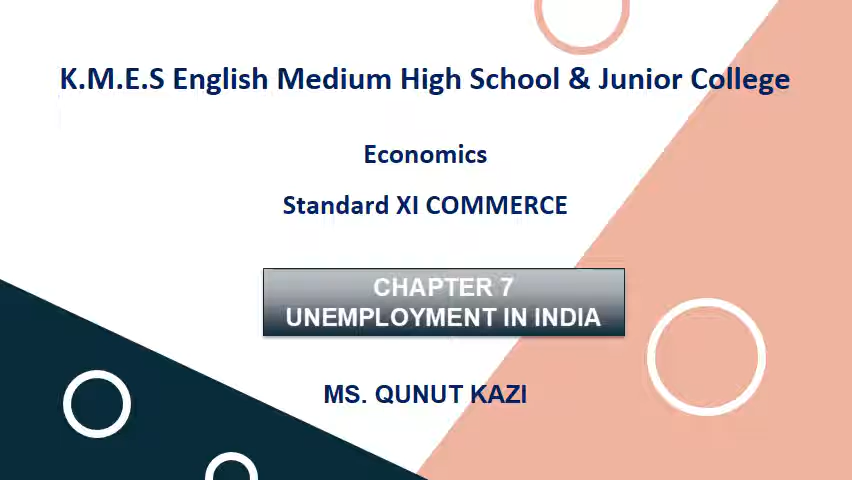 K.M.E.S English Medium High School & Junior College
Economics
Standard XI COMMERCE
CHAPTER 7
UNEMPLOYMENT IN INDIA
MS. QUNUT KAZI